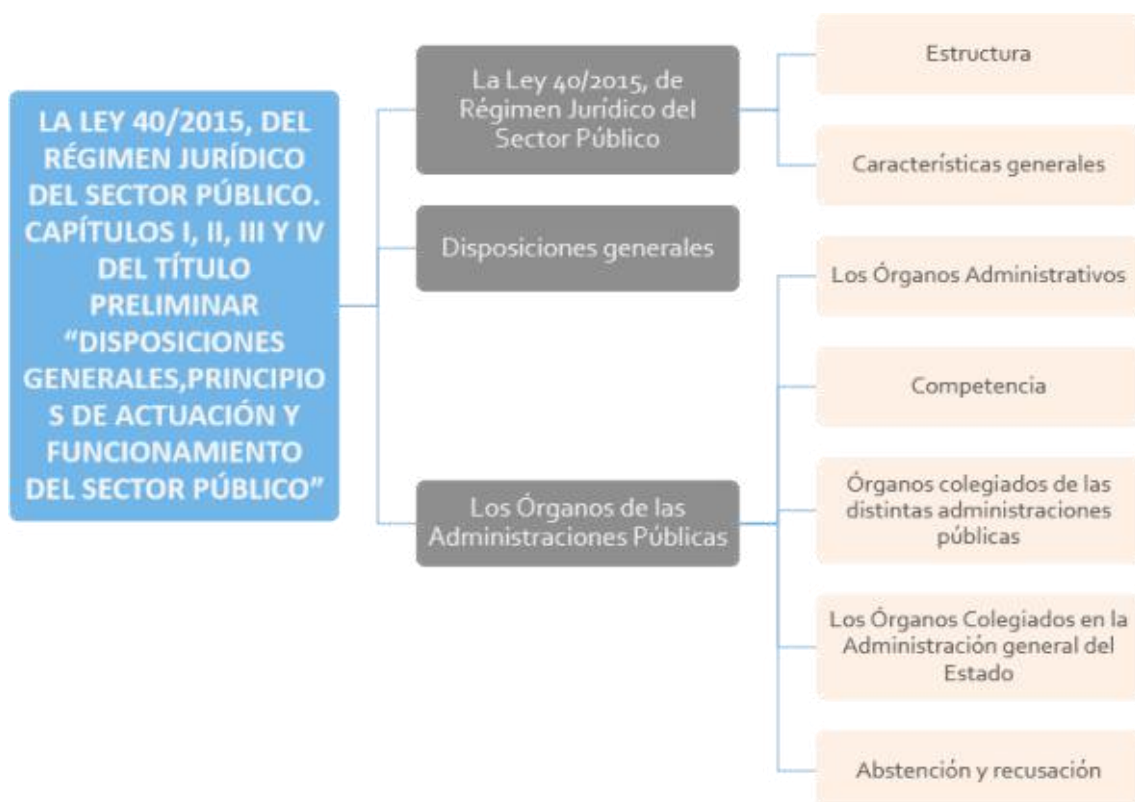 LA LEY 40/2015, DEL
RÉGIMEN JURÍDICO
DEL SECTOR PÚBLICO.
CAPÍTULOS I, II, III Y IV
DEL TÍTULO
PRELIMINAR
“DISPOSICIONES
GENERALES,PRINCIPIO
S DE ACTUACIÓN Y
FUNCIONAMIENTO
DEL SECTOR PÚBLICO”
La Ley 40/2015, de
Régimen Jurídico del
Sector Público
Estructura
Características generales
Disposiciones generales
Los Órganos de las
Administraciones Públicas
Los Órganos Administrativos
Competencia
Órganos colegiados de las
distintas administraciones
públicas
Los Órganos Colegiados en la
Administración general del
Estado
Abstención y recusación